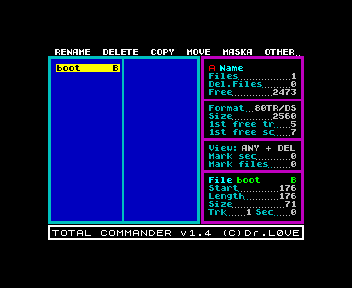 RENAME DELETE COPY MOVE MASKA OTHER
boot B
A Name
Files 1
Del.Files 0
Free 2473
Format 80TR/DS
Size 2560
1st free tr 5
1st free sc 7
View: ANY + DEL
Mark sec 0
Mark files 0
File boot B
Start 176
Length 176
Size 71
Trk 1 Sec 0
TOTAL COMMANDER v1.4 (C)Dr.LØVE